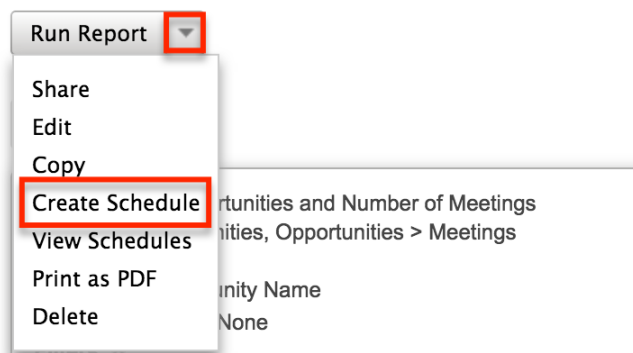 Run Report
Share
Edit
Copy
Create Schedule
rtunities and Number of Meetings
View Schedules
nities, Opportunities > Meetings
Print as PDF
unity Name
Delete
None